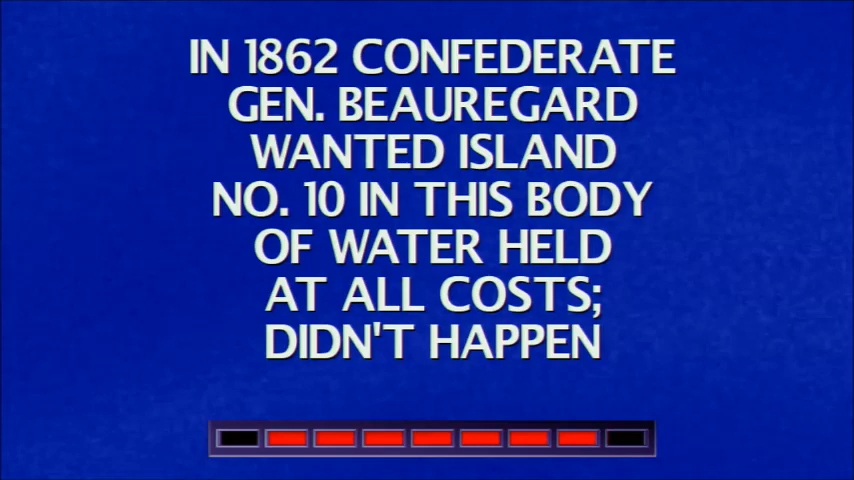 IN 1862 CONFEDERATE
GEN. BEAUREGARD
WANTED ISLAND
NO. 10 IN THIS BODY
OF WATER HELD
AT ALL COSTS;
DIDN'T HAPPEN